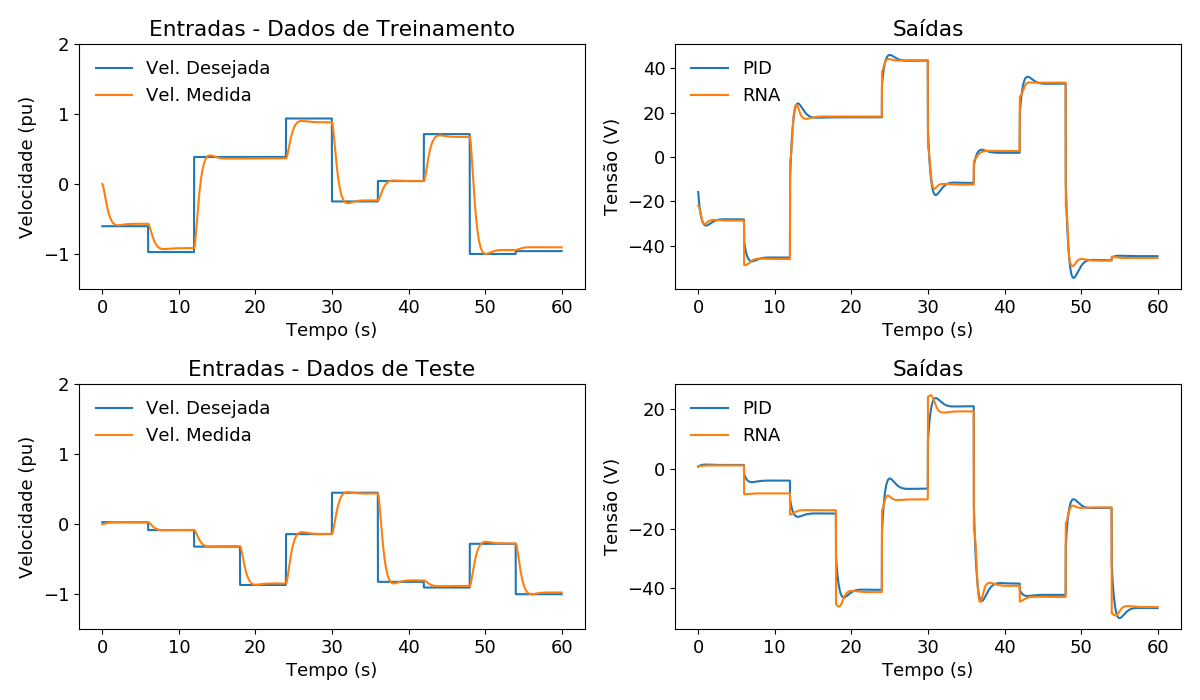 Entradas - Dados de Treinamento
Vel. Desejada
Vel. Medida
Velocidade (pu)
2
1
0
−1
0 10 20 30 40 50 60
Tempo (s)
Saídas
PID
RNA
Tensão (V)
40
20
0
−20
−40
0 10 20 30 40 50 60
Tempo (s)
Entradas - Dados de Teste
Vel. Desejada
Vel. Medida
Velocidade (pu)
2
1
0
−1
0 10 20 30 40 50 60
Tempo (s)
Saídas
PID
RNA
Tensão (V)
20
0
−20
−40
0 10 20 30 40 50 60
Tempo (s)